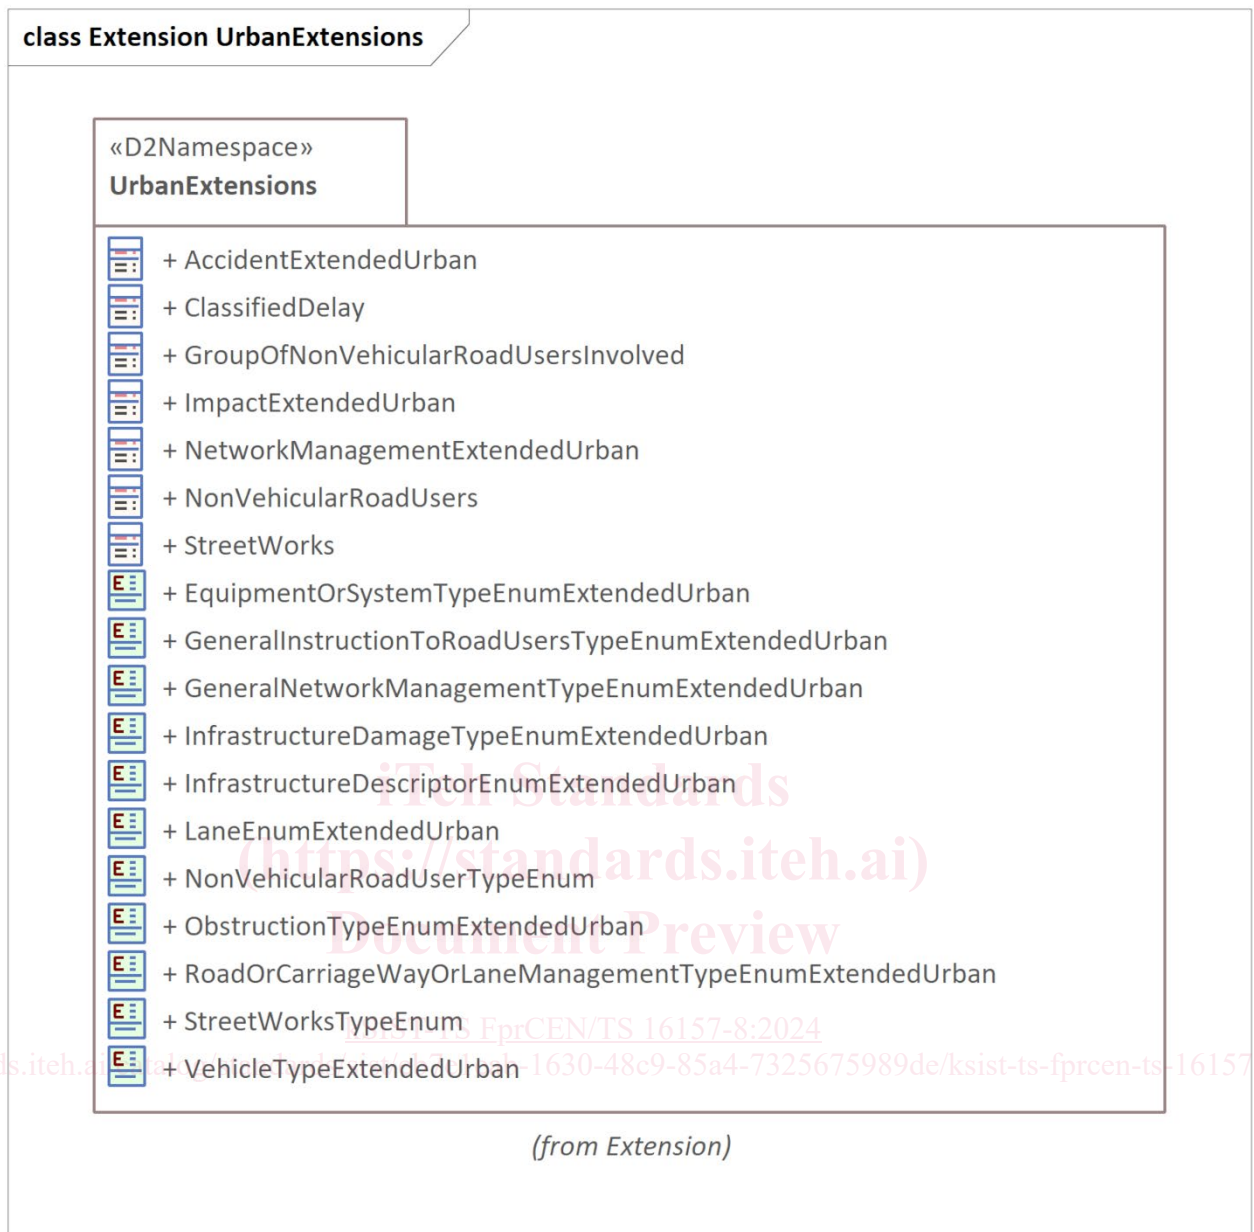 class Extension UrbanExtensions
«D2Namespace»
UrbanExtensions
+ AccidentExtendedUrban
+ ClassifiedDelay
+ GroupOfNonVehicularRoadUsersInvolved
+ ImpactExtendedUrban
+ NetworkManagementExtendedUrban
+ NonVehicularRoadUsers
+ StreetWorks
+ EquipmentOrSystemTypeEnumExtendedUrban
+ GeneralInstructionToRoadUsersTypeEnumExtendedUrban
+ GeneralNetworkManagementTypeEnumExtendedUrban
+ InfrastructureDamageTypeEnumExtendedUrban
iTeh Standards
+ InfrastructureDescriptorEnumExtendedUrban
+ LaneEnumExtendedUrban
(https://standards.iteh.ai)
+ NonVehicularRoadUserTypeEnum
+ ObstructionTypeEnumExtendedUrban
Document Preview
+ RoadOrCarriageWayOrLaneManagementTypeEnumExtendedUrban
+ StreetWorksTypeEnum
FprCEN/TS 16157-8:2024
+ VehicleTypeExtendedUrban
-1630-48c9-85a4-7325675989de/ksist-ts-fprcen-ts-16157
(from Extension)